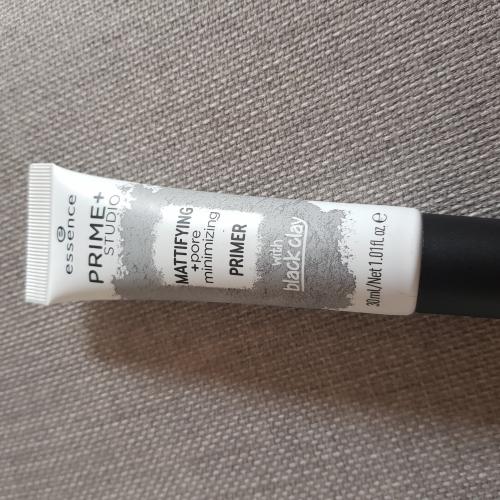 essence
PRIME+
STUDIO
MATTIFYING
+pore
minimizing
PRIMER
with
black clay
30ml/Net 1.01fl.oz e